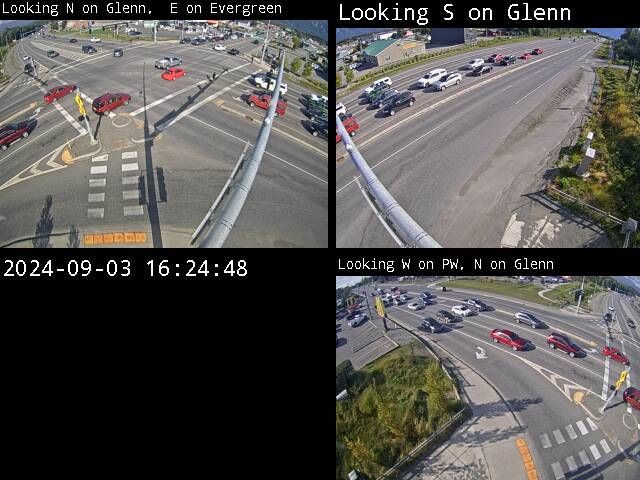 Looking N on Glenn,  E on Evergreen
Looking S on Glenn
2024-09-03 16:24:48
Looking W on PW, N on Glenn